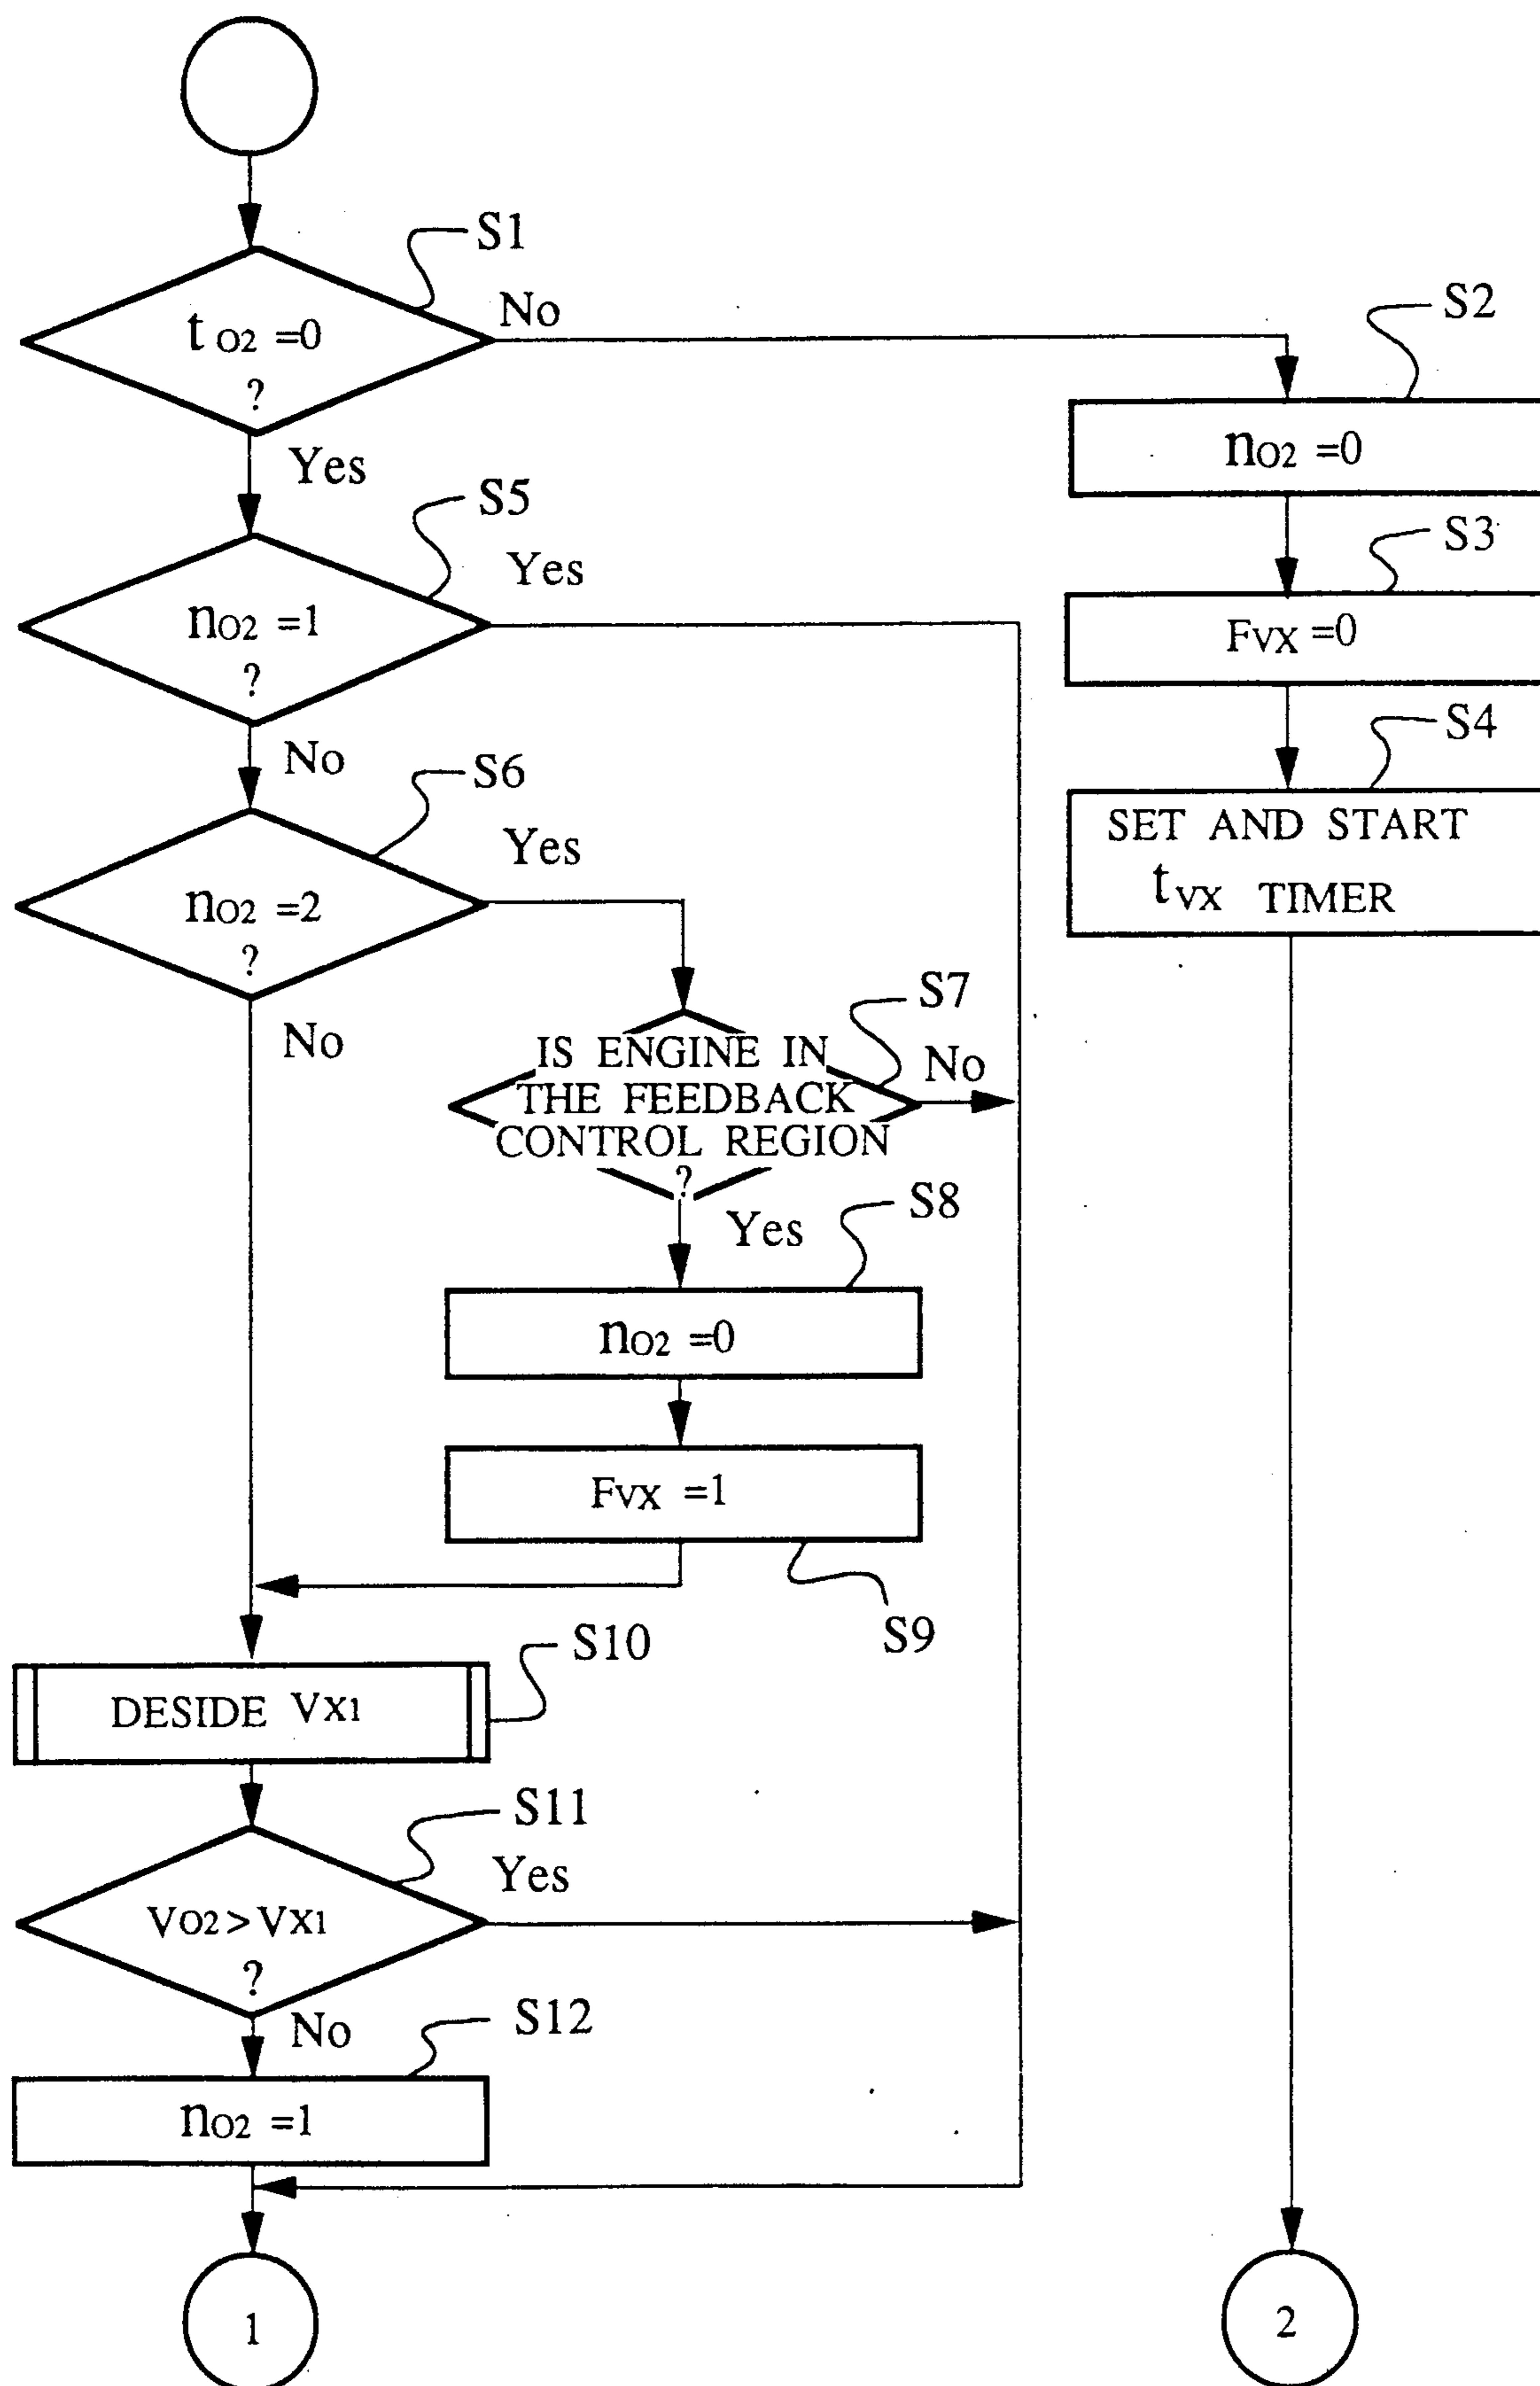 S1
t O2 =0
?
No
Yes
S2
nO2 =0
S3
FVX =0
S4
SET AND START
tVX TIMER
S5
nO2 =1
?
Yes
No
S6
nO2 =2
?
Yes
No
S7
IS ENGINE IN
THE FEEDBACK
CONTROL REGION
?
No
Yes
S8
nO2 =0
FVX =1
S9
S10
DESIDE VX1
S11
VO2 > VX1
?
Yes
No
S12
nO2 =1
1
2